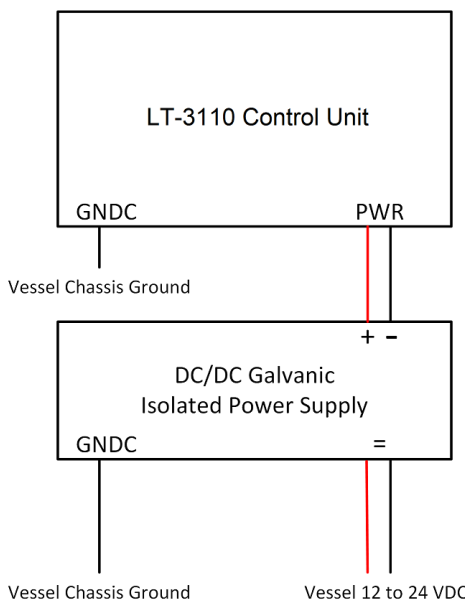 LT-3110 Control Unit
GNDC PWR
Vessel Chassis Ground
+ -
DC/DC Galvanic
Isolated Power Supply
GNDC =
Vessel Chassis Ground Vessel 12 to 24 VDC